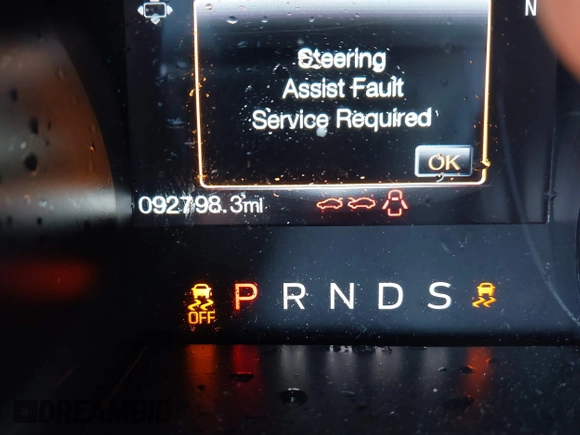 N
Steering
Assist Fault
Service Required
OK
092798.3mi
OFF
P R N D S
DREAMBID